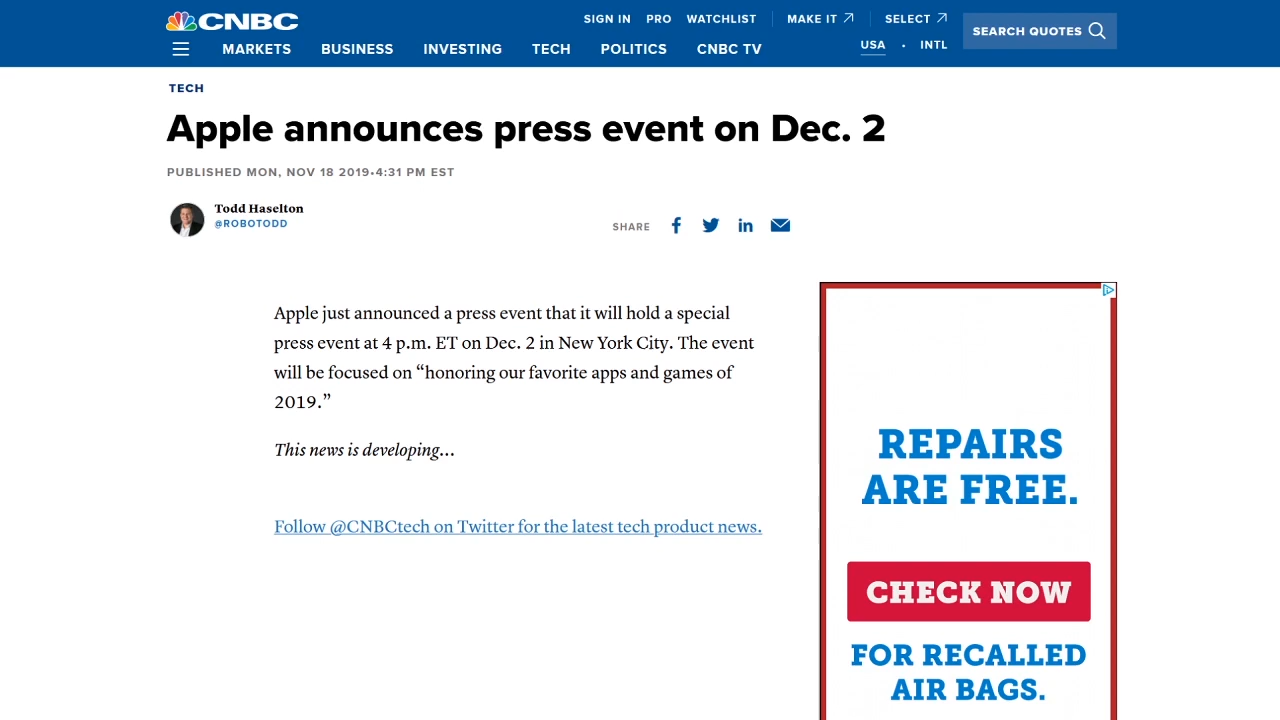 CNBC
SIGN IN PRO WATCHLIST MAKE IT SELECT
USA · INTL
SEARCH QUOTES
MARKETS BUSINESS INVESTING TECH POLITICS CNBC TV
TECH
Apple announces press event on Dec. 2
PUBLISHED MON, NOV 18 2019•4:31 PM EST
Todd Haselton
@ROBOTODD
SHARE
Apple just announced a press event that it will hold a special
press event at 4 p.m. ET on Dec. 2 in New York City. The event
will be focused on “honoring our favorite apps and games of
2019.”
This news is developing...
Follow @CNBCtech on Twitter for the latest tech product news.
REPAIRS
ARE FREE.
CHECK NOW
FOR RECALLED
AIR BAGS.